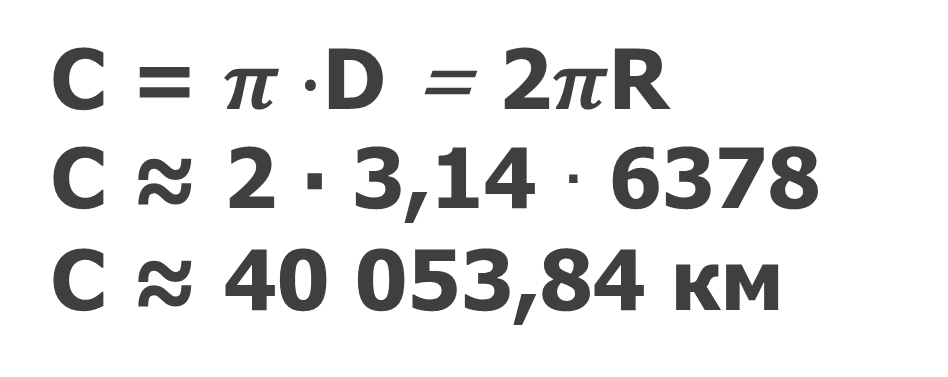 C = π ·D = 2πR
C ≈ 2 · 3,14 · 6378
C ≈ 40 053,84 км